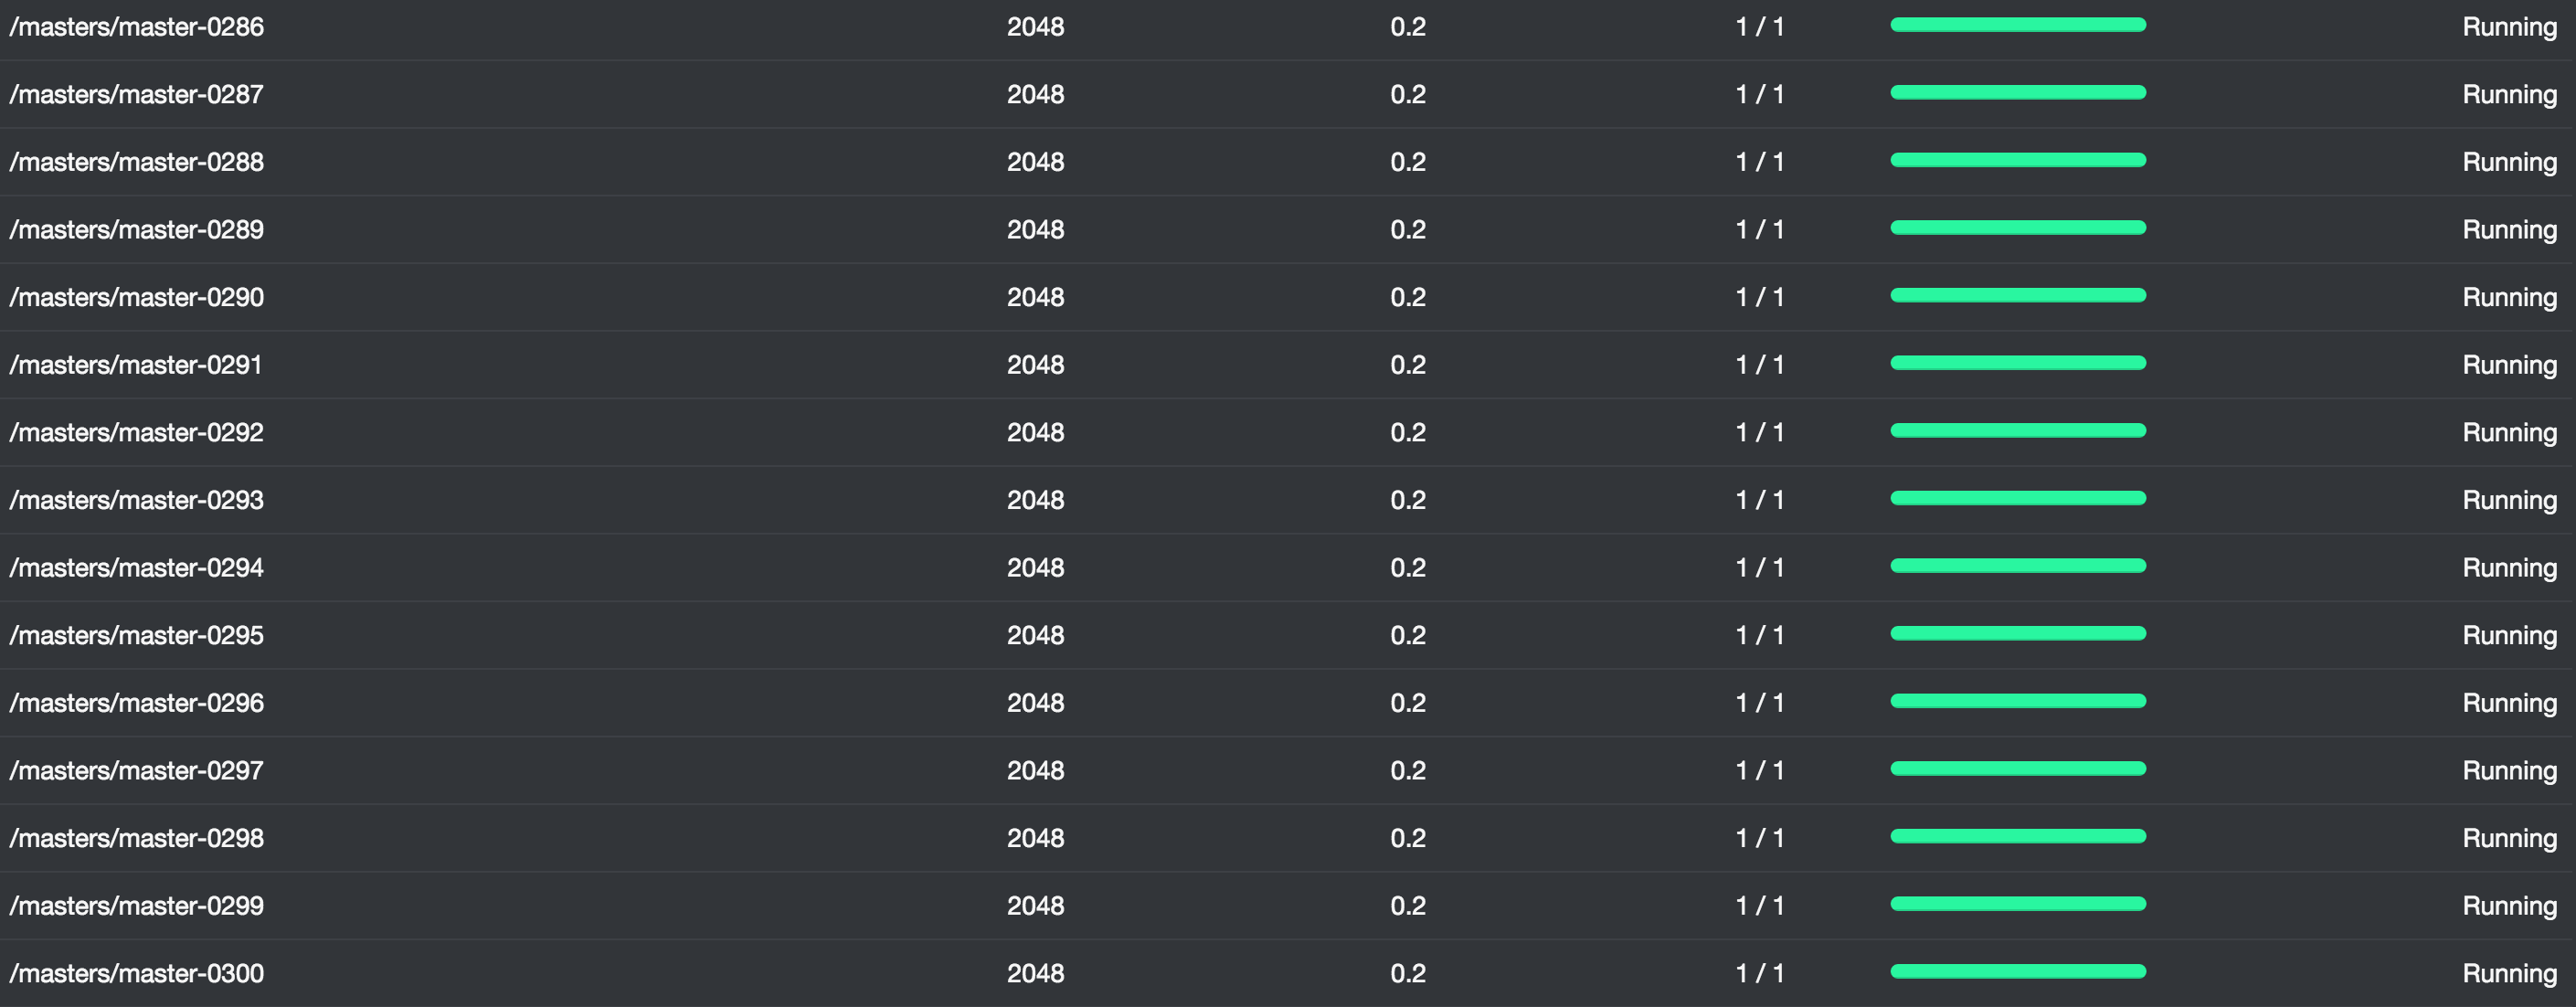 /masters/master-0286 2048 0.2 1 / 1 Running
/masters/master-0287 2048 0.2 1 / 1 Running
/masters/master-0288 2048 0.2 1 / 1 Running
/masters/master-0289 2048 0.2 1 / 1 Running
/masters/master-0290 2048 0.2 1 / 1 Running
/masters/master-0291 2048 0.2 1 / 1 Running
/masters/master-0292 2048 0.2 1 / 1 Running
/masters/master-0293 2048 0.2 1 / 1 Running
/masters/master-0294 2048 0.2 1 / 1 Running
/masters/master-0295 2048 0.2 1 / 1 Running
/masters/master-0296 2048 0.2 1 / 1 Running
/masters/master-0297 2048 0.2 1 / 1 Running
/masters/master-0298 2048 0.2 1 / 1 Running
/masters/master-0299 2048 0.2 1 / 1 Running
/masters/master-0300 2048 0.2 1 / 1 Running